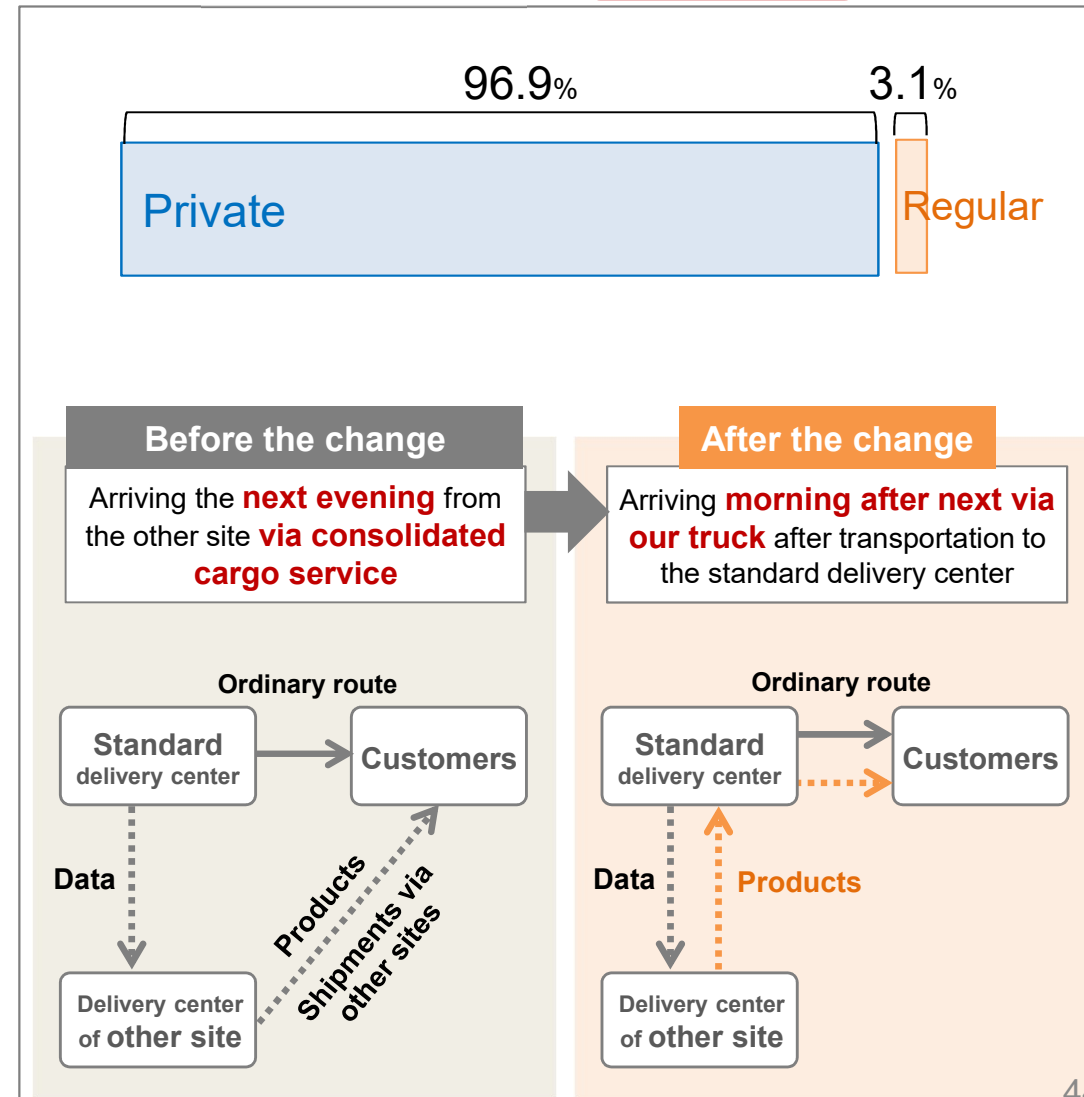 96.9%
3.1%
Private
Regular
Before the change
Arriving the next evening from
the other site via consolidated
cargo service
Ordinary route
Standard
delivery center
Customers
Data
Products
Shipments via
other sites
Delivery center
of other site
After the change
Arriving morning after next via
our truck after transportation to
the standard delivery center
Ordinary route
Standard
delivery center
Customers
Data
Products
Delivery center
of other site